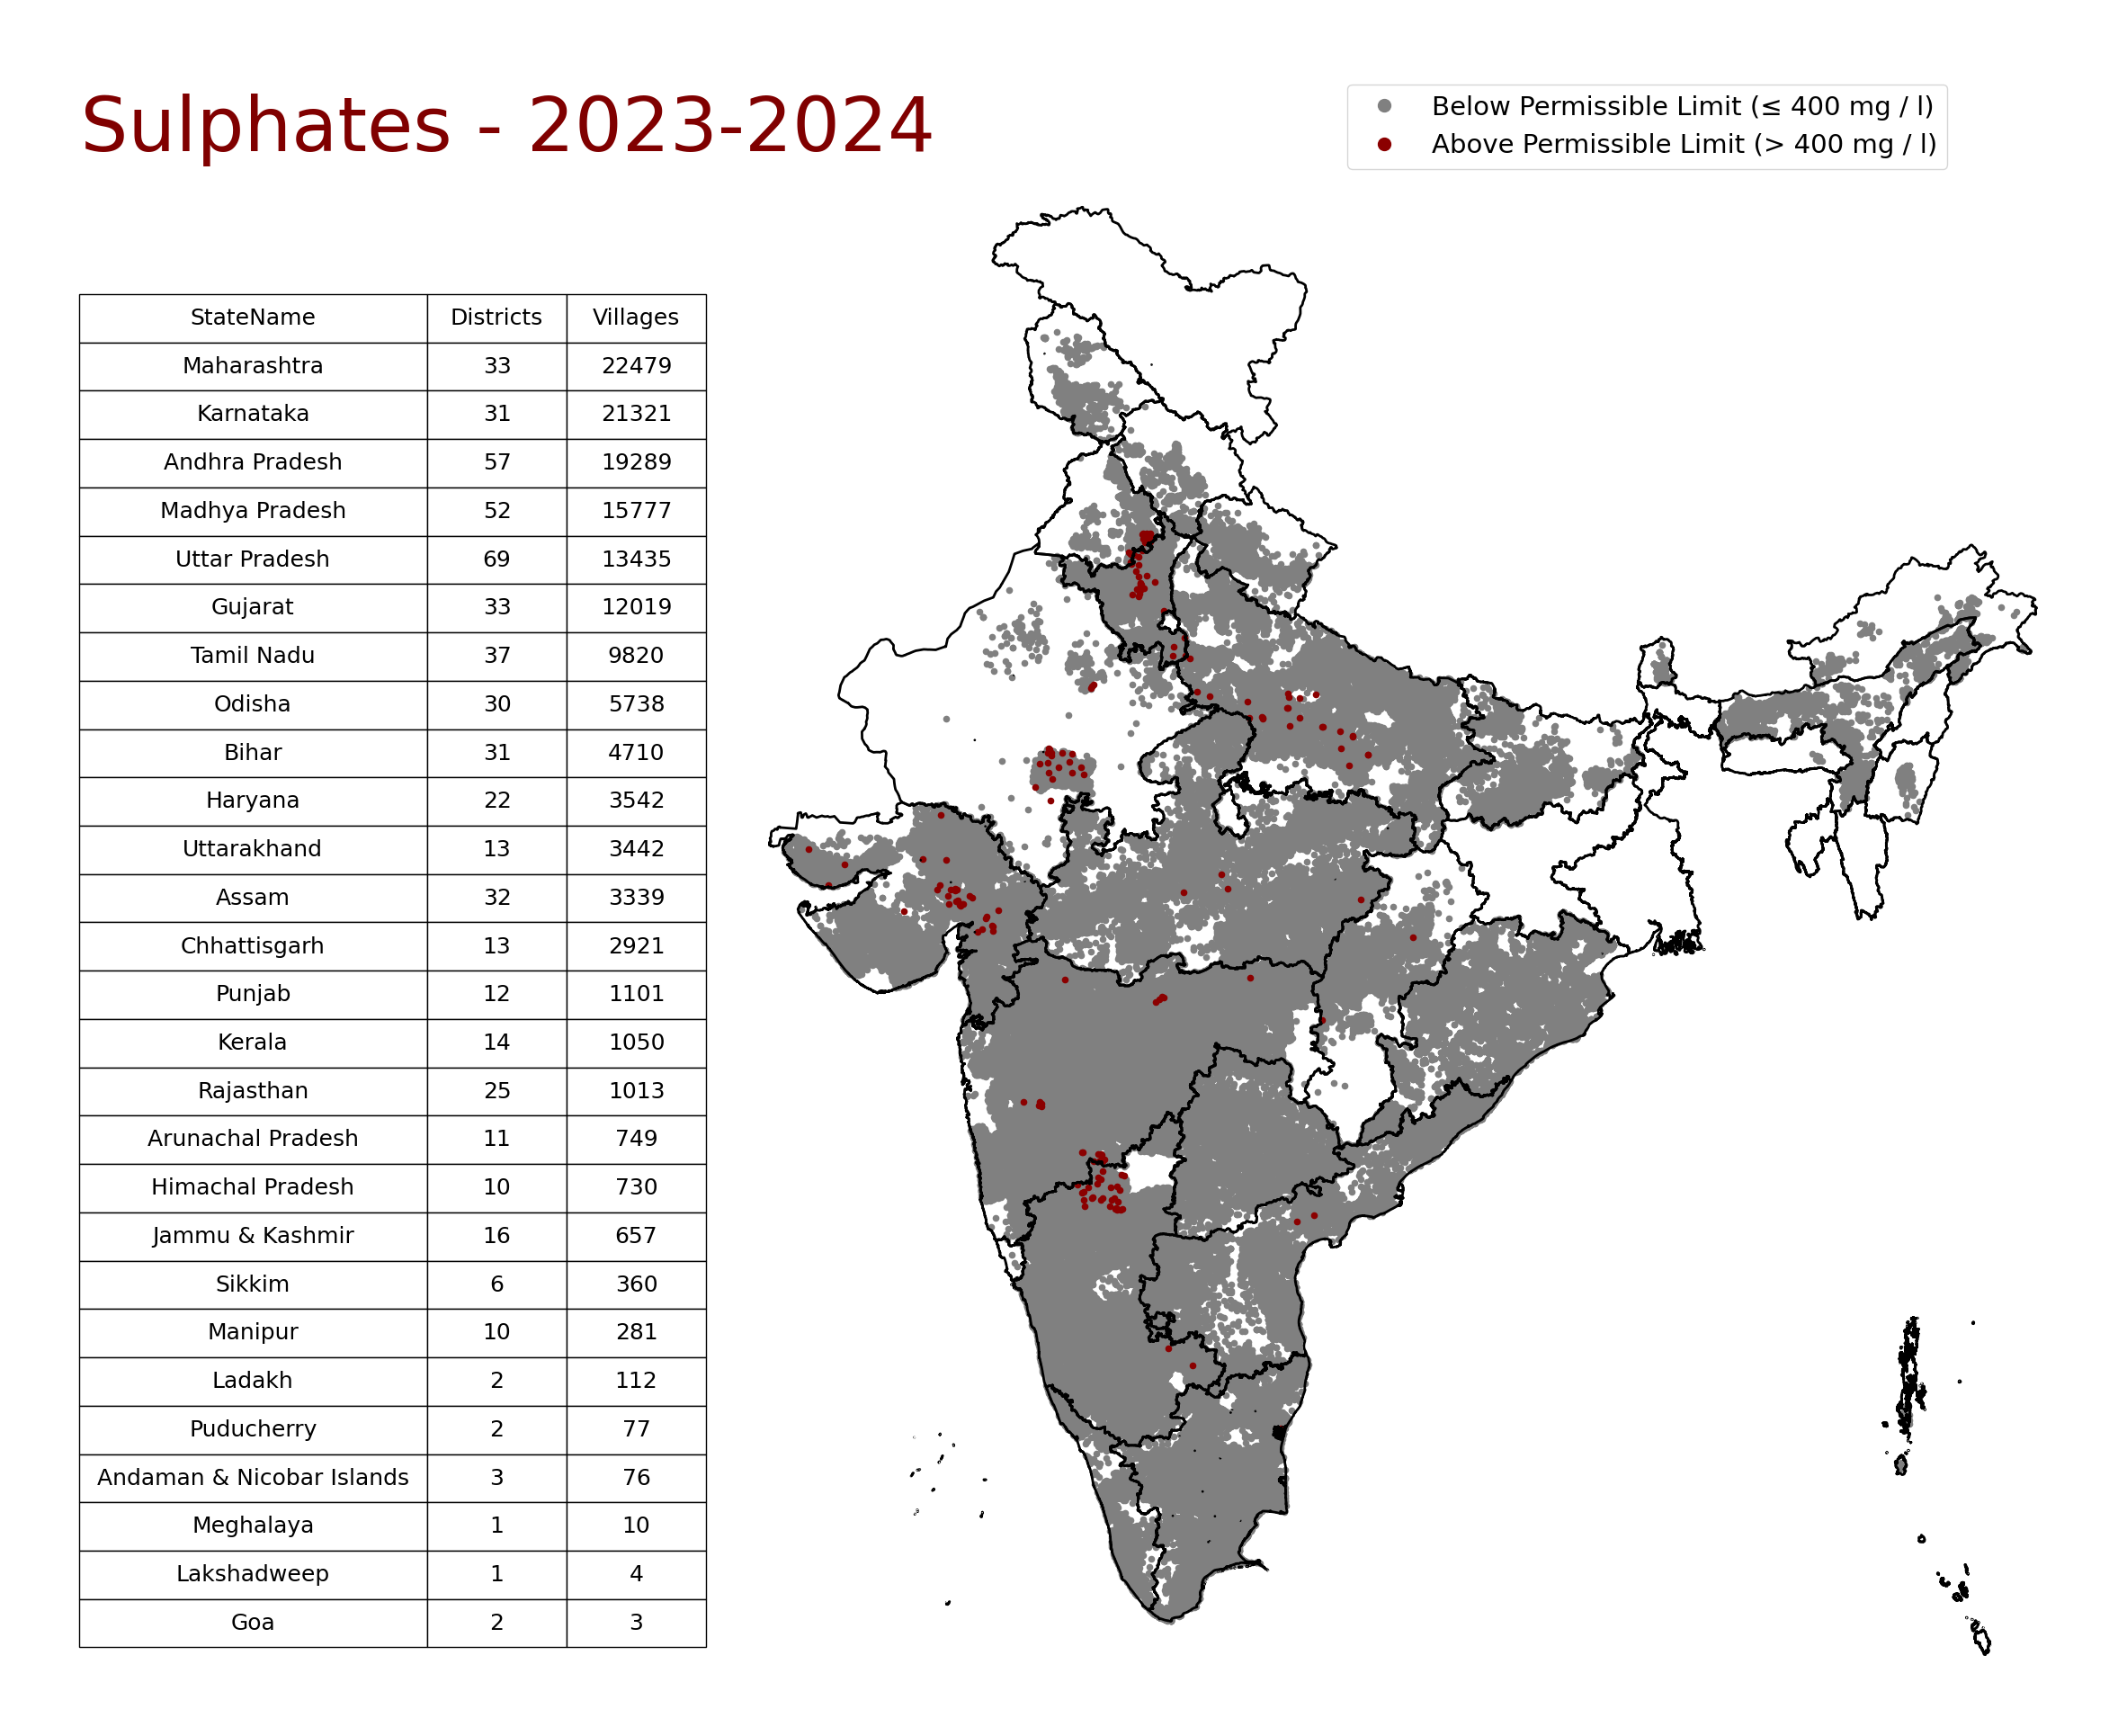 Sulphates - 2023-2024
Below Permissible Limit (≤ 400 mg / l)
Above Permissible Limit (> 400 mg / l)
StateName Districts Villages
Maharashtra 33 22479
Karnataka 31 21321
Andhra Pradesh 57 19289
Madhya Pradesh 52 15777
Uttar Pradesh 69 13435
Gujarat 33 12019
Tamil Nadu 37 9820
Odisha 30 5738
Bihar 31 4710
Haryana 22 3542
Uttarakhand 13 3442
Assam 32 3339
Chhattisgarh 13 2921
Punjab 12 1101
Kerala 14 1050
Rajasthan 25 1013
Arunachal Pradesh 11 749
Himachal Pradesh 10 730
Jammu & Kashmir 16 657
Sikkim 6 360
Manipur 10 281
Ladakh 2 112
Puducherry 2 77
Andaman & Nicobar Islands 3 76
Meghalaya 1 10
Lakshadweep 1 4
Goa 2 3